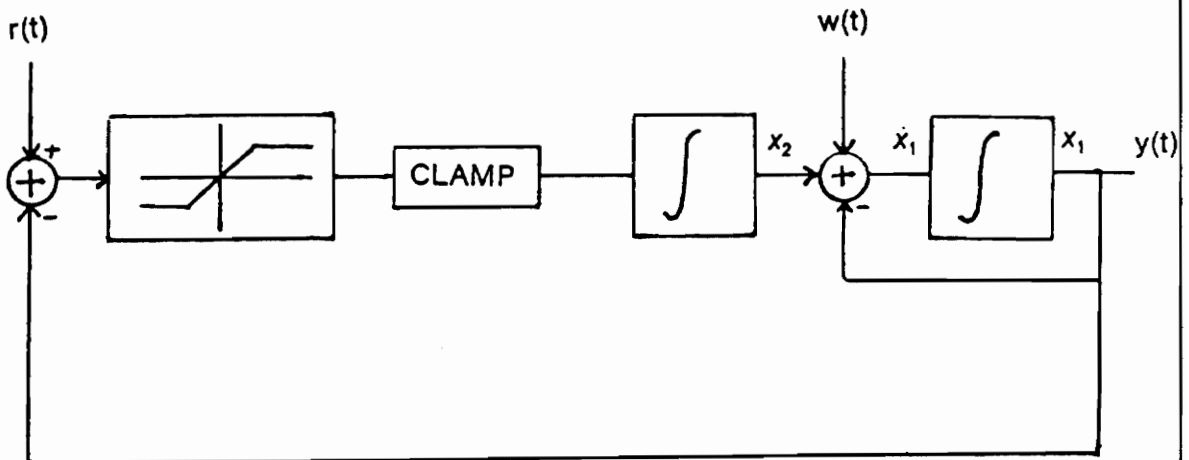 r(t)
w(t)
+
+
-
CLAMP
∫
x₂
+
-
ẋ₁
∫
x₁
y(t)